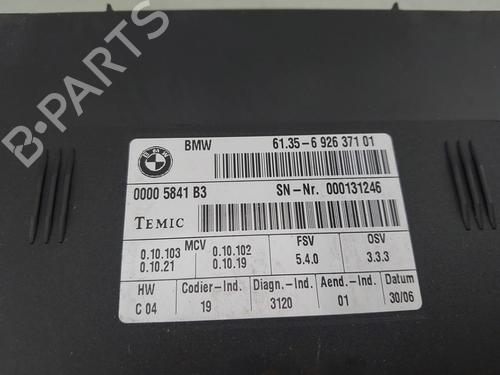 BMW 61.35-6 926 371 01
0000 5841 B3 SN-Nr. 000131246
TEMIC
MCV FSV OSV
0.10.103 0.10.102 5.4.0 3.3.3
0.10.21 0.10.19
HW Codier-Ind. Diagn.-Ind. Aend.-Ind. Datum
C 04 19 3120 01 30/06
B-PARTS